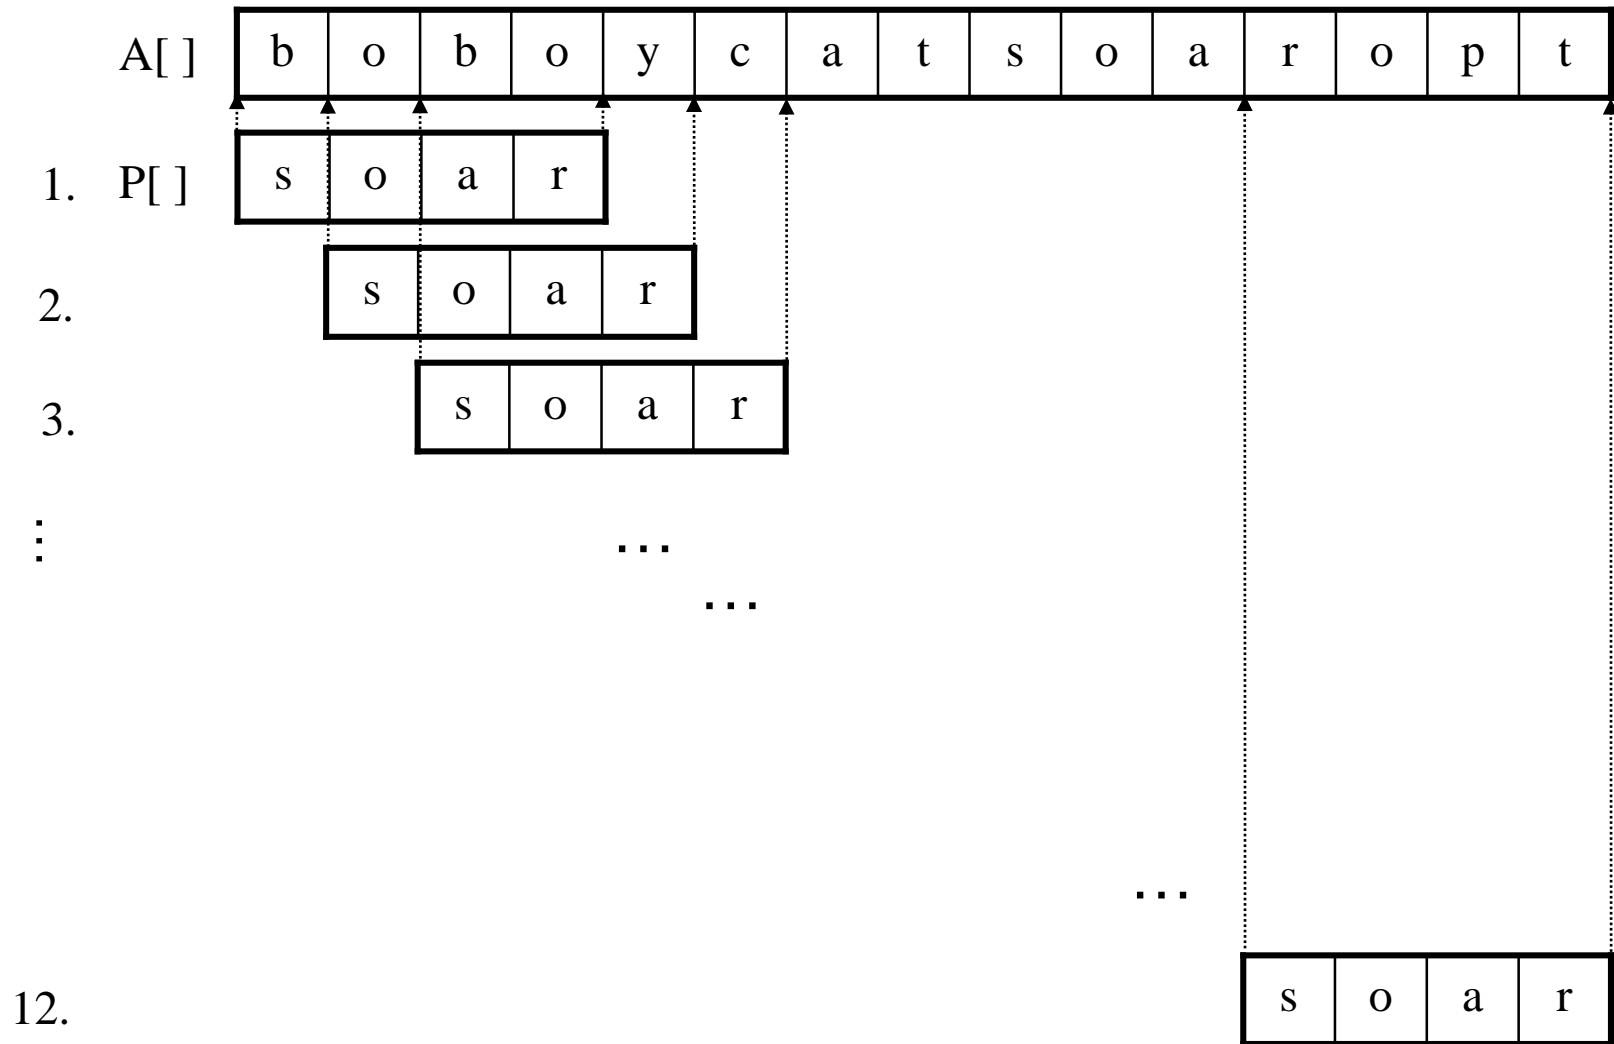 A[ ] b o b o y c a t s o a r o p t
1. P[ ] s o a r
2. s o a r
3. s o a r
⋮ …
…
…
12. s o a r